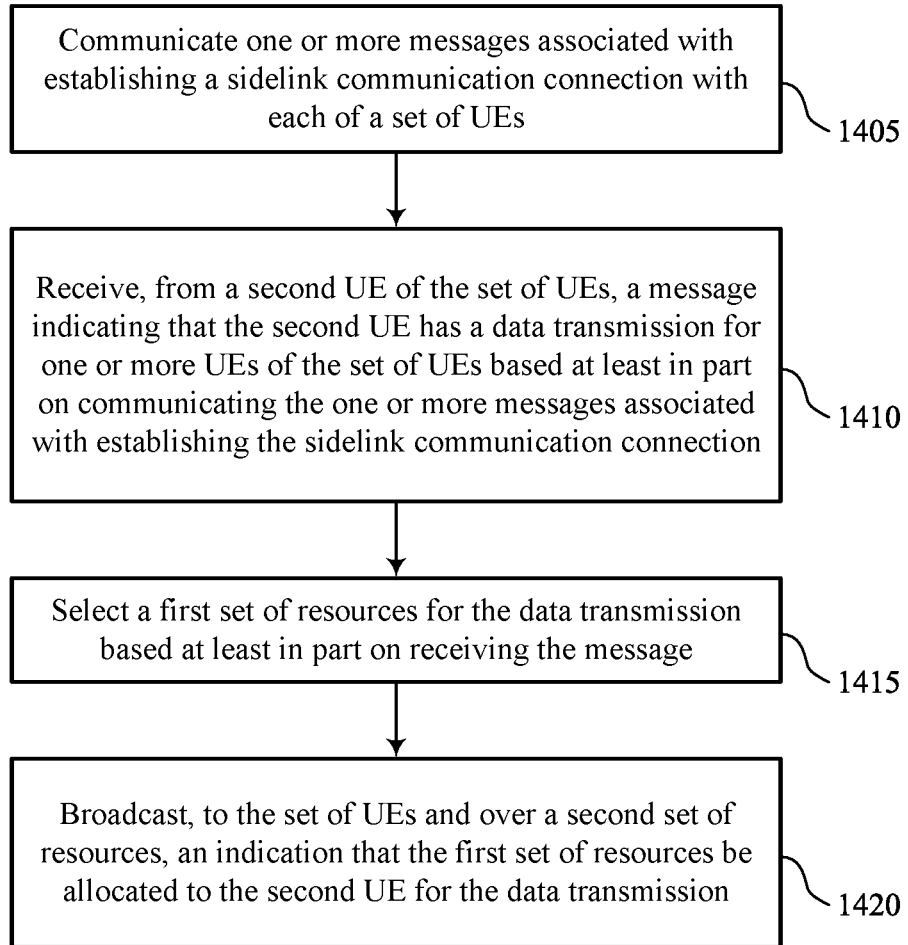 Communicate one or more messages associated with
establishing a sidelink communication connection with
each of a set of UEs
1405
Receive, from a second UE of the set of UEs, a message
indicating that the second UE has a data transmission for
one or more UEs of the set of UEs based at least in part
on communicating the one or more messages associated
with establishing the sidelink communication connection
1410
Select a first set of resources for the data transmission
based at least in part on receiving the message
1415
Broadcast, to the set of UEs and over a second set of
resources, an indication that the first set of resources be
allocated to the second UE for the data transmission
1420